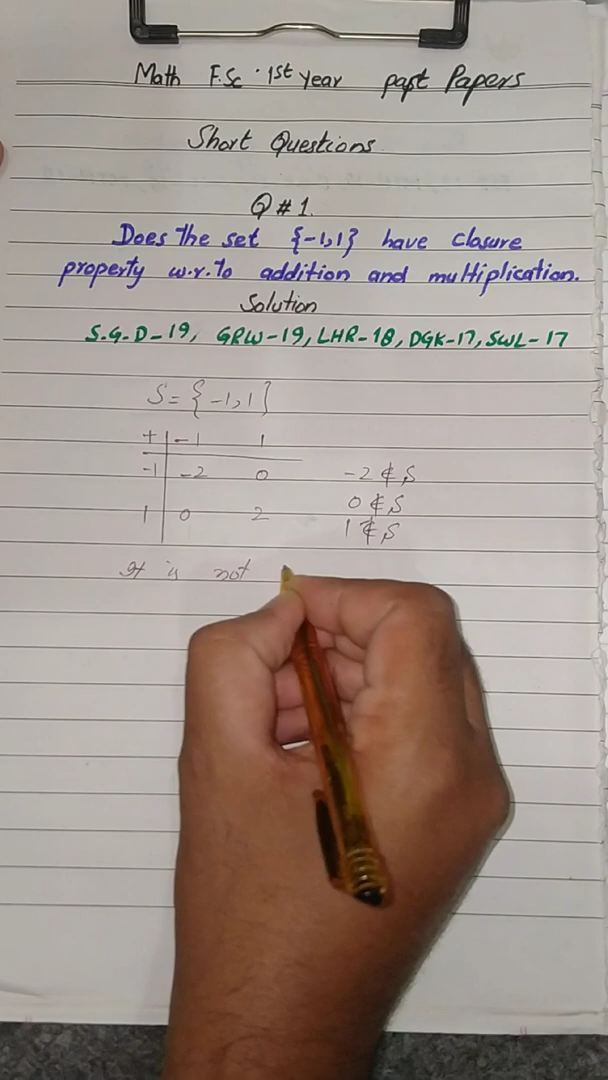 Math F.Sc. 1st year past Papers
Short Questions
Q # 1.
Does The set {-1,1} have closure
property w.r.to addition and multiplication.
Solution
S.G.D-19, GRW-19, LHR-18, DGK-17, SWL-17
S = {-1,1}
+ -1 1
-1 -2 0 -2 ∉ S
0 ∉ S
1 0 2
1 ∉ S
It is not